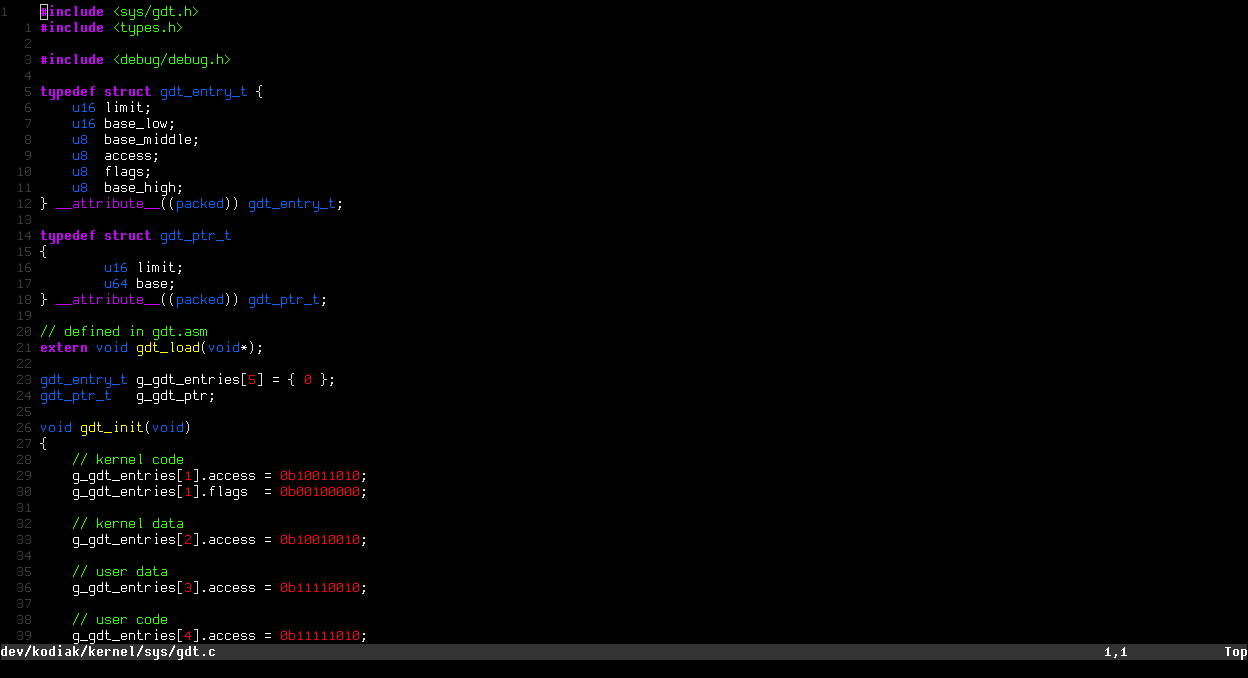 1   #include <sys/gdt.h>
  1 #include <types.h>
  2
  3 #include <debug/debug.h>
  4
  5 typedef struct gdt_entry_t {
  6     u16 limit;
  7     u16 base_low;
  8     u8  base_middle;
  9     u8  access;
 10     u8  flags;
 11     u8  base_high;
 12 } __attribute__((packed)) gdt_entry_t;
 13
 14 typedef struct gdt_ptr_t
 15 {
 16         u16 limit;
 17         u64 base;
 18 } __attribute__((packed)) gdt_ptr_t;
 19
 20 // defined in gdt.asm
 21 extern void gdt_load(void*);
 22
 23 gdt_entry_t g_gdt_entries[5] = { 0 };
 24 gdt_ptr_t   g_gdt_ptr;
 25
 26 void gdt_init(void)
 27 {
 28     // kernel code
 29     g_gdt_entries[1].access = 0b10011010;
 30     g_gdt_entries[1].flags  = 0b00100000;
 31
 32     // kernel data
 33     g_gdt_entries[2].access = 0b10010010;
 34
 35     // user data
 36     g_gdt_entries[3].access = 0b11110010;
 37
 38     // user code
 39     g_gdt_entries[4].access = 0b11111010;
dev/kodiak/kernel/sys/gdt.c 1,1 Top